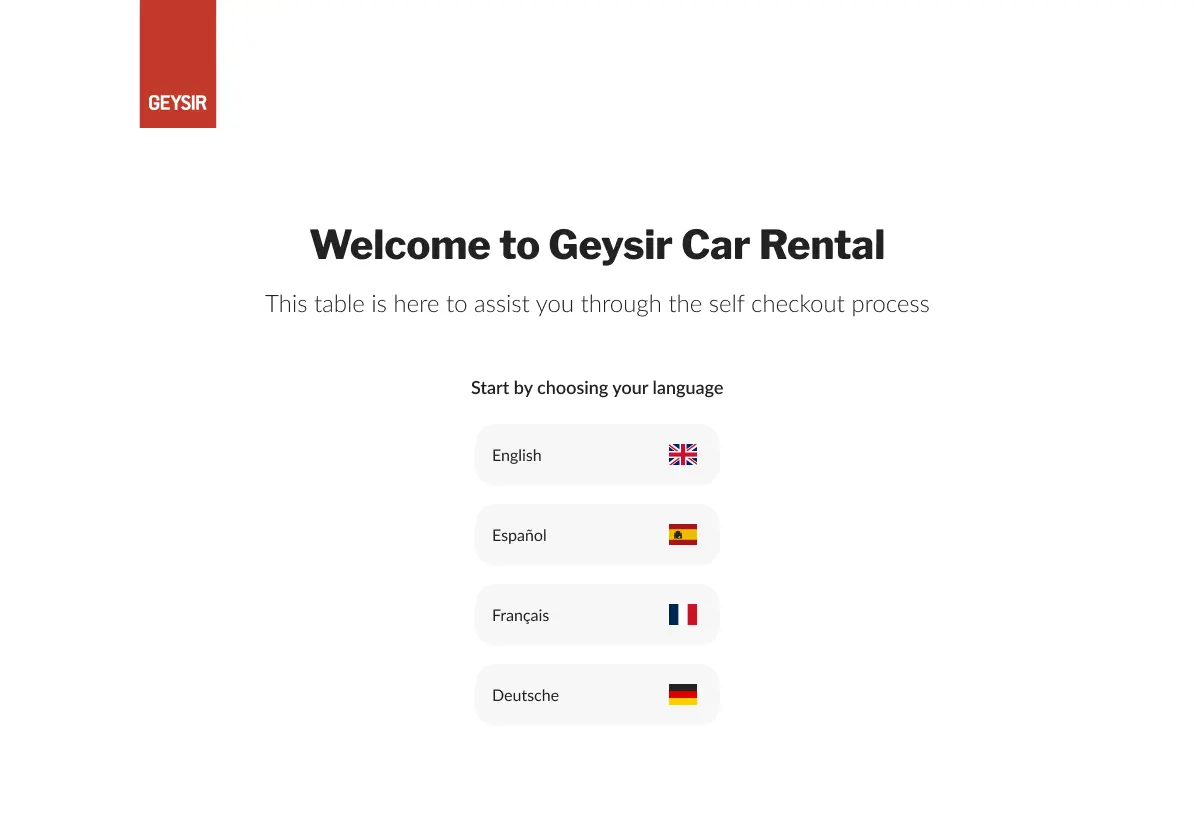 GEYSIR
Welcome to Geysir Car Rental
This table is here to assist you through the self checkout process
Start by choosing your language
English
Español
Français
Deutsche